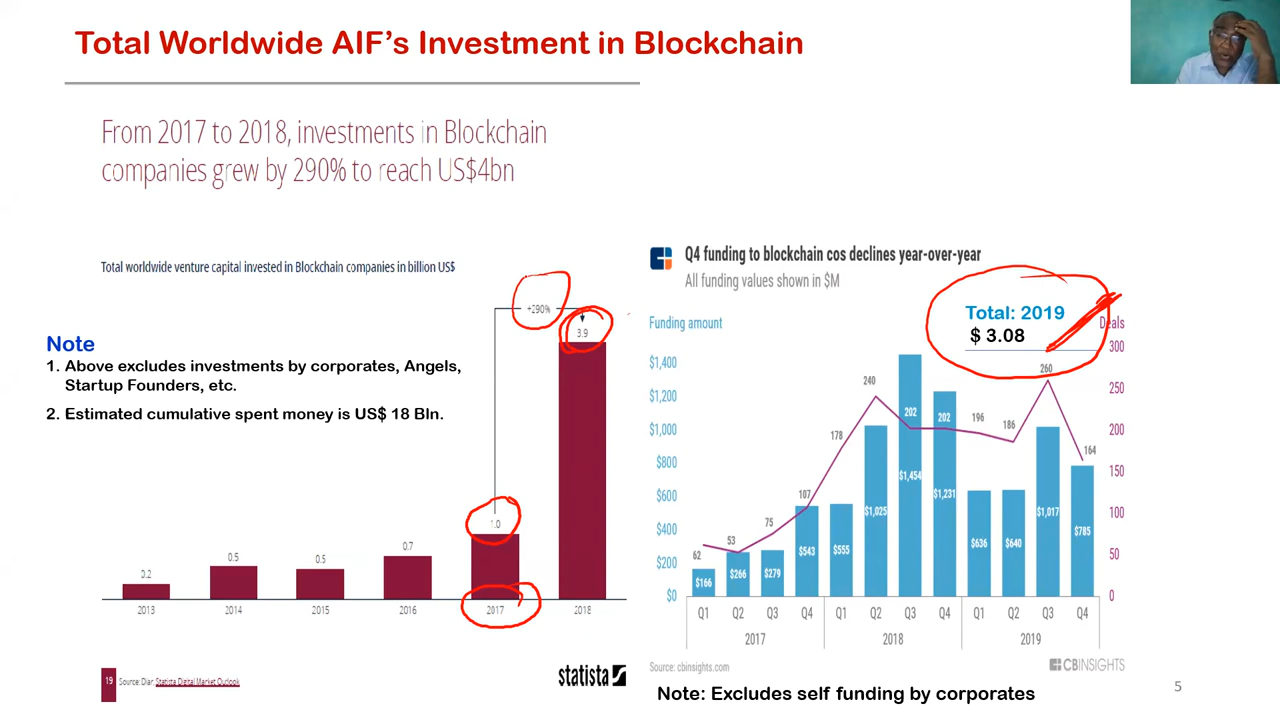 Total Worldwide AIF's Investment in Blockchain
From 2017 to 2018, investments in Blockchain
companies grew by 290% to reach US$4bn
Total worldwide venture capital invested in Blockchain companies in billion US$
+290%
3.9
Note
1. Above excludes investments by corporates, Angels,
Startup Founders, etc.
2. Estimated cumulative spent money is US$ 18 Bln.
1.0
0.7
0.5
0.5
0.2
2013 2014 2015 2016 2017 2018
19 Source: Diar, Statista Digital Market Outlook
statista
Q4 funding to blockchain cos declines year-over-year
All funding values shown in $M
Total: 2019
$ 3.08
Funding amount
Deals
$1,400
$1,200
$1,000
$800
$600
$400
$200
$0
300
250
200
150
100
50
0
62 53 75 107 178 240 202 202 196 186 260 164
$166 $266 $279 $543 $555 $1,025 $1,454 $1,231 $636 $640 $1,017 $785
Q1 Q2 Q3 Q4 Q1 Q2 Q3 Q4 Q1 Q2 Q3 Q4
2017 2018 2019
Source: cbinsights.com
CBINSIGHTS
Note: Excludes self funding by corporates
5